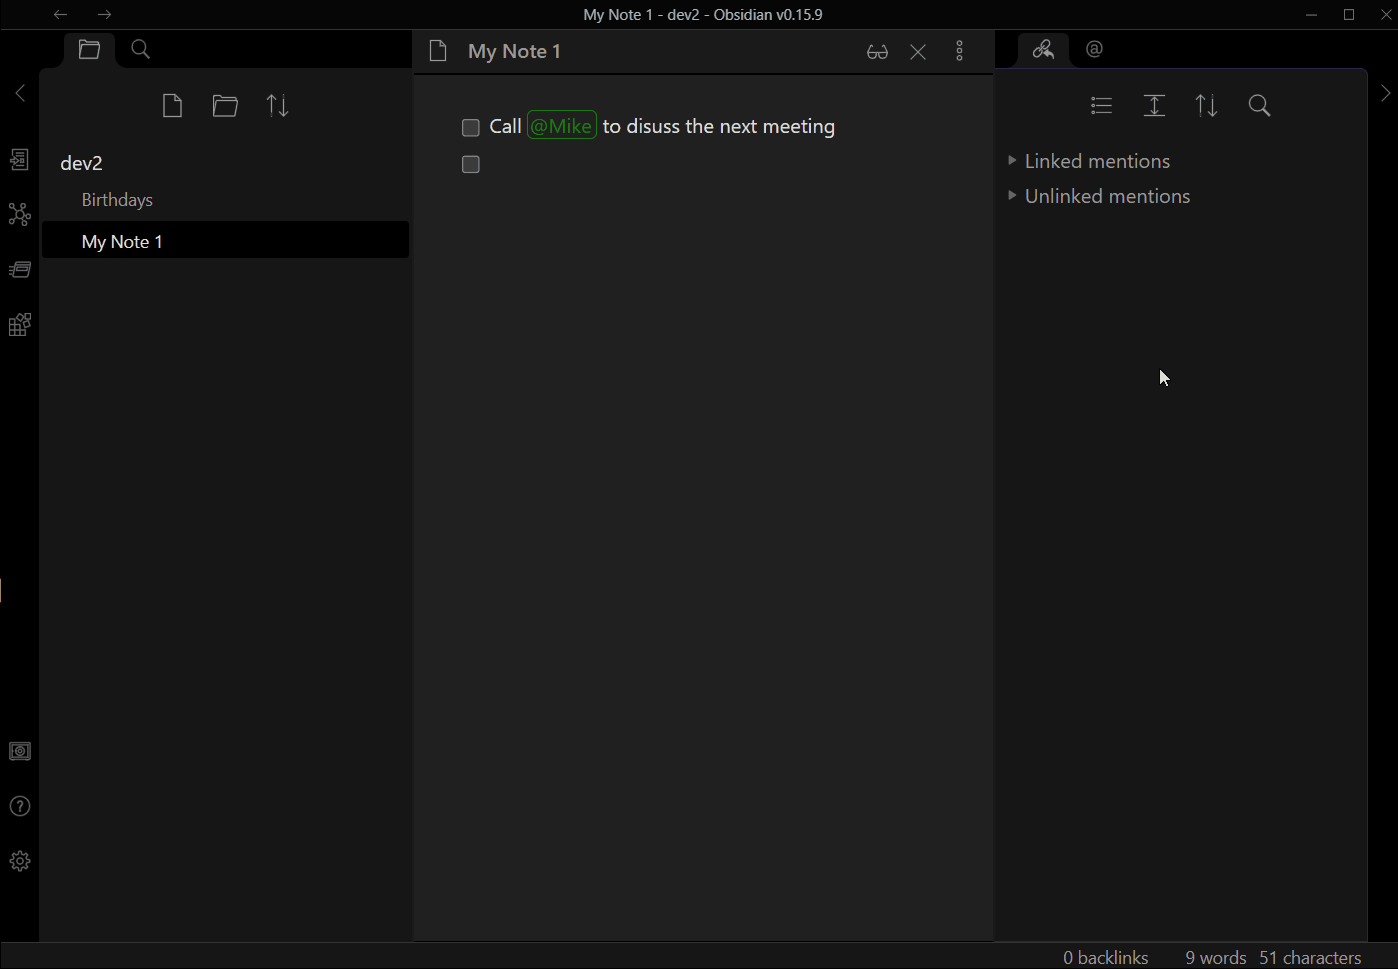 My Note 1 - dev2 - Obsidian v0.15.9
My Note 1
@
dev2
Birthdays
My Note 1
Call @Mike to disuss the next meeting
Linked mentions
Unlinked mentions
0 backlinks 9 words 51 characters